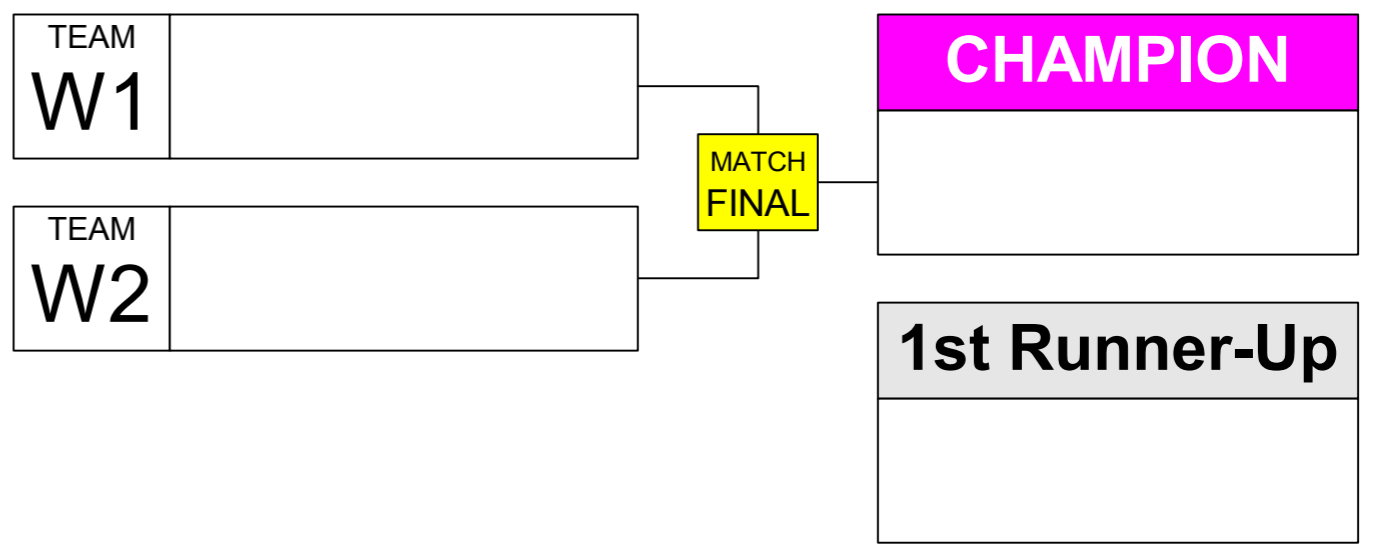 TEAM
W1
TEAM
W2
MATCH
FINAL
CHAMPION
1st Runner-Up